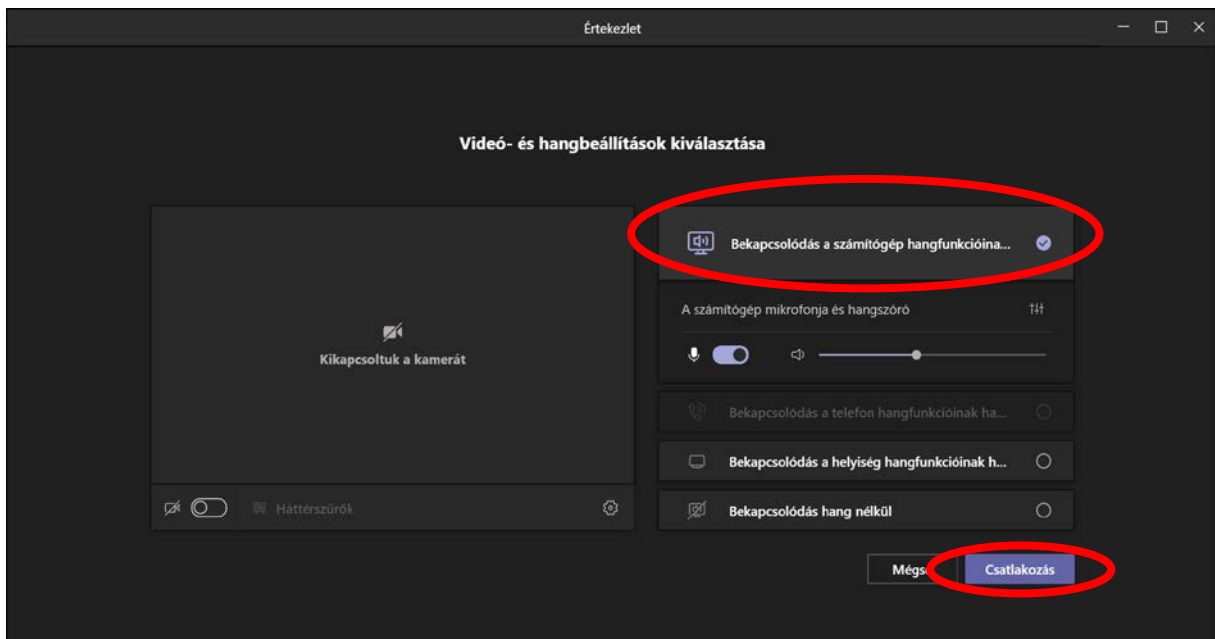 Értekezlet
Videó- és hangbeállítások kiválasztása
Kikapcsoltuk a kamerát
Háttérszűrők
Bekapcsolódás a számítógép hangfunkcióina...
A számítógép mikrofonja és hangszóró
Bekapcsolódás a telefon hangfunkcióinak ha...
Bekapcsolódás a helyiség hangfunkcióinak h...
Bekapcsolódás hang nélkül
Csatlakozás